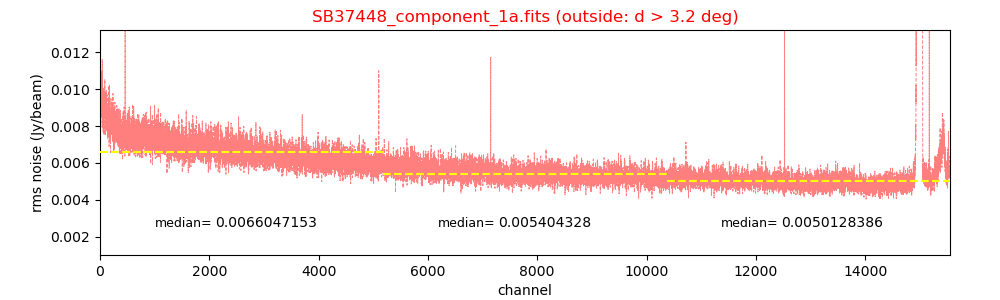 SB37448_component_1a.fits (outside: d > 3.2 deg)
rms noise (Jy/beam)
0.012
0.010
0.008
0.006
0.004
0.002
median= 0.0066047153
median= 0.005404328
median= 0.0050128386
0 2000 4000 6000 8000 10000 12000 14000
channel